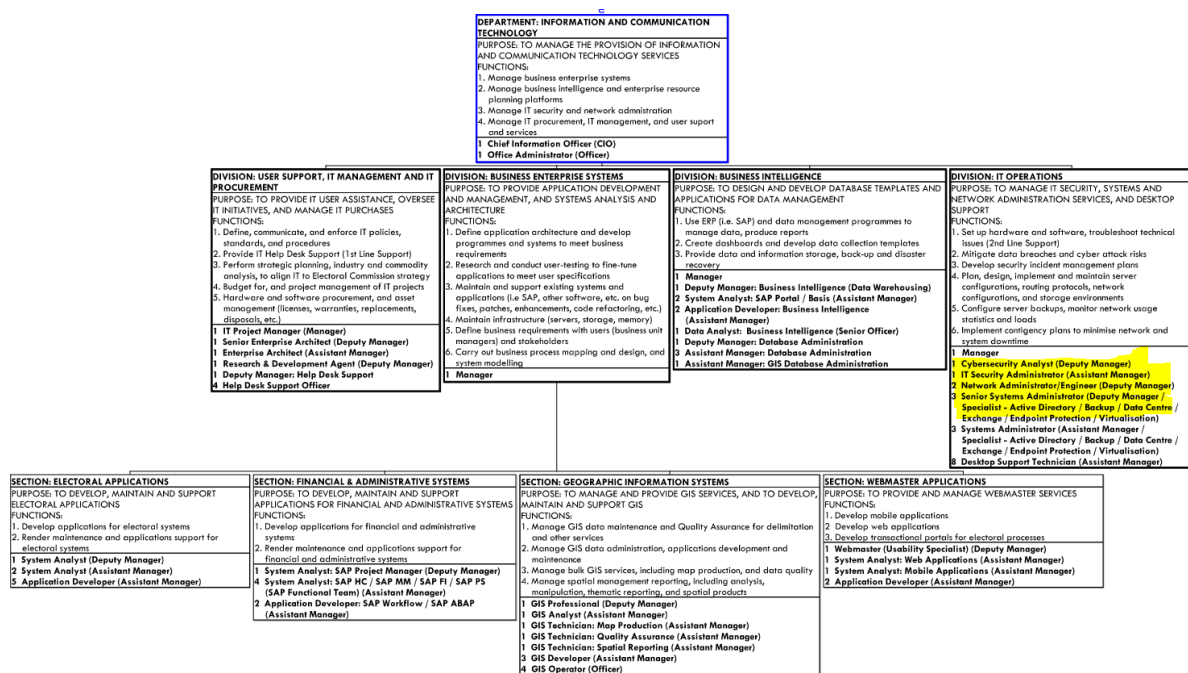 DEPARTMENT: INFORMATION AND COMMUNICATION
TECHNOLOGY
PURPOSE: TO MANAGE THE PROVISION OF INFORMATION
AND COMMUNICATION TECHNOLOGY SERVICES
FUNCTIONS:
1. Manage business enterprise systems
2. Manage business intelligence and enterprise resource
planning platforms
3. Manage IT security and network admnistration
4. Manage IT procurement, IT management, and user suport
and services
1 Chief Information Officer (CIO)
1 Office Administrator (Officer)
DIVISION: USER SUPPORT, IT MANAGEMENT AND IT
PROCUREMENT
PURPOSE: TO PROVIDE IT USER ASSISTANCE, OVERSEE
IT INITIATIVES, AND MANAGE IT PURCHASES
FUNCTIONS:
1. Define, communicate, and enforce IT policies,
standards, and procedures
2. Provide IT Help Desk Support (1st Line Support)
3. Perform strategic planning, industry and commodity
analysis, to align IT to Electoral Commission strategy
4. Budget for, and project management of IT projects
5. Hardware and software procurement, and asset
management (licenses, warranties, replacements,
disposals, etc.)
1 IT Project Manager (Manager)
1 Senior Enterprise Architect (Deputy Manager)
1 Enterprise Architect (Assistant Manager)
1 Research & Development Agent (Deputy Manager)
1 Deputy Manager: Help Desk Support
4 Help Desk Support Officer
DIVISION: BUSINESS ENTERPRISE SYSTEMS
PURPOSE: TO PROVIDE APPLICATION DEVELOPMENT
AND MANAGEMENT, AND SYSTEMS ANALYSIS AND
ARCHITECTURE
FUNCTIONS:
1. Define application architecture and develop
programmes and systems to meet business
requirements
2. Research and conduct user-testing to fine-tune
applications to meet user specifications
3. Maintain and support existing systems and
applications (i.e SAP, other software, etc. on bug
fixes, patches, enhancements, code refactoring, etc.)
4. Maintain infrastructure (servers, storage, memory)
5. Define business requirements with users (business unit
managers) and stakeholders
6. Carry out business process mapping and design, and
system modelling
1 Manager
DIVISION: BUSINESS INTELLIGENCE
PURPOSE: TO DESIGN AND DEVELOP DATABASE TEMPLATES AND
APPLICATIONS FOR DATA MANAGEMENT
FUNCTIONS:
1. Use ERP (i.e. SAP) and data management programmes to
manage data, produce reports
2. Create dashboards and develop data collection templates
3. Provide data and information storage, back-up and disaster
recovery
1 Manager
1 Deputy Manager: Business Intelligence (Data Warehousing)
2 System Analyst: SAP Portal / Basis (Assistant Manager)
2 Application Developer: Business Intelligence
(Assistant Manager)
1 Data Analyst: Business Intelligence (Senior Officer)
1 Deputy Manager: Database Administration
3 Assistant Manager: Database Administration
1 Assistant Manager: GIS Database Administration
DIVISION: IT OPERATIONS
PURPOSE: TO MANAGE IT SECURITY, SYSTEMS AND
NETWORK ADMINISTRATION SERVICES, AND DESKTOP
SUPPORT
FUNCTIONS:
1. Set up hardware and software, troubleshoot technical
issues (2nd Line Support)
2. Mitigate data breaches and cyber attack risks
3. Develop security incident management plans
4. Plan, design, implement and maintain server
configurations, routing protocols, network
configurations, and storage environments
5. Configure server backups, monitor network usage
statistics and loads
6. Implement contigency plans to minimise network and
system downtime
1 Manager
1 Cybersecurity Analyst (Deputy Manager)
1 IT Security Administrator (Assistant Manager)
2 Network Administrator/Engineer (Deputy Manager)
3 Senior Systems Administrator (Deputy Manager /
Specialist - Active Directory / Backup / Data Centre /
Exchange / Endpoint Protection / Virtualisation)
3 Systems Administrator (Assistant Manager /
Specialist - Active Directory / Backup / Data Centre /
Exchange / Endpoint Protection / Virtualisation)
8 Desktop Support Technician (Assistant Manager)
SECTION: ELECTORAL APPLICATIONS
PURPOSE: TO DEVELOP, MAINTAIN AND SUPPORT
ELECTORAL APPLICATIONS
FUNCTIONS:
1. Develop applications for electoral systems
2. Render maintenance and applications support for
electoral systems
1 System Analyst (Deputy Manager)
2 System Analyst (Assistant Manager)
5 Application Developer (Assistant Manager)
SECTION: FINANCIAL & ADMINISTRATIVE SYSTEMS
PURPOSE: TO DEVELOP, MAINTAIN AND SUPPORT
APPLICATIONS FOR FINANCIAL AND ADMINISTRATIVE SYSTEMS
FUNCTIONS:
1. Develop applications for financial and administrative
systems
2. Render maintenance and applications support for
financial and administrative systems
1 System Analyst: SAP Project Manager (Deputy Manager)
4 System Analyst: SAP HC / SAP MM / SAP FI / SAP PS
(SAP Functional Team) (Assistant Manager)
2 Application Developer: SAP Workflow / SAP ABAP
(Assistant Manager)
SECTION: GEOGRAPHIC INFORMATION SYSTEMS
PURPOSE: TO MANAGE AND PROVIDE GIS SERVICES, AND TO DEVELOP,
MAINTAIN AND SUPPORT GIS
FUNCTIONS:
1. Manage GIS data maintenance and Quality Assurance for delimitation
and other services
2. Manage GIS data administration, applications development and
maintenance
3. Manage bulk GIS services, including map production, and data quality
4. Manage spatial management reporting, including analysis,
manipulation, thematic reporting, and spatial products
1 GIS Professional (Deputy Manager)
1 GIS Analyst (Assistant Manager)
1 GIS Technician: Map Production (Assistant Manager)
1 GIS Technician: Quality Assurance (Assistant Manager)
1 GIS Technician: Spatial Reporting (Assistant Manager)
3 GIS Developer (Assistant Manager)
4 GIS Operator (Officer)
SECTION: WEBMASTER APPLICATIONS
PURPOSE: TO PROVIDE AND MANAGE WEBMASTER SERVICES
FUNCTIONS:
1. Develop mobile applications
2 Develop web applications
3. Develop transactional portals for electoral processes
1 Webmaster (Usability Specialist) (Deputy Manager)
1 System Analyst: Web Applications (Assistant Manager)
1 System Analyst: Mobile Applications (Assistant Manager)
2 Application Developer (Assistant Manager)